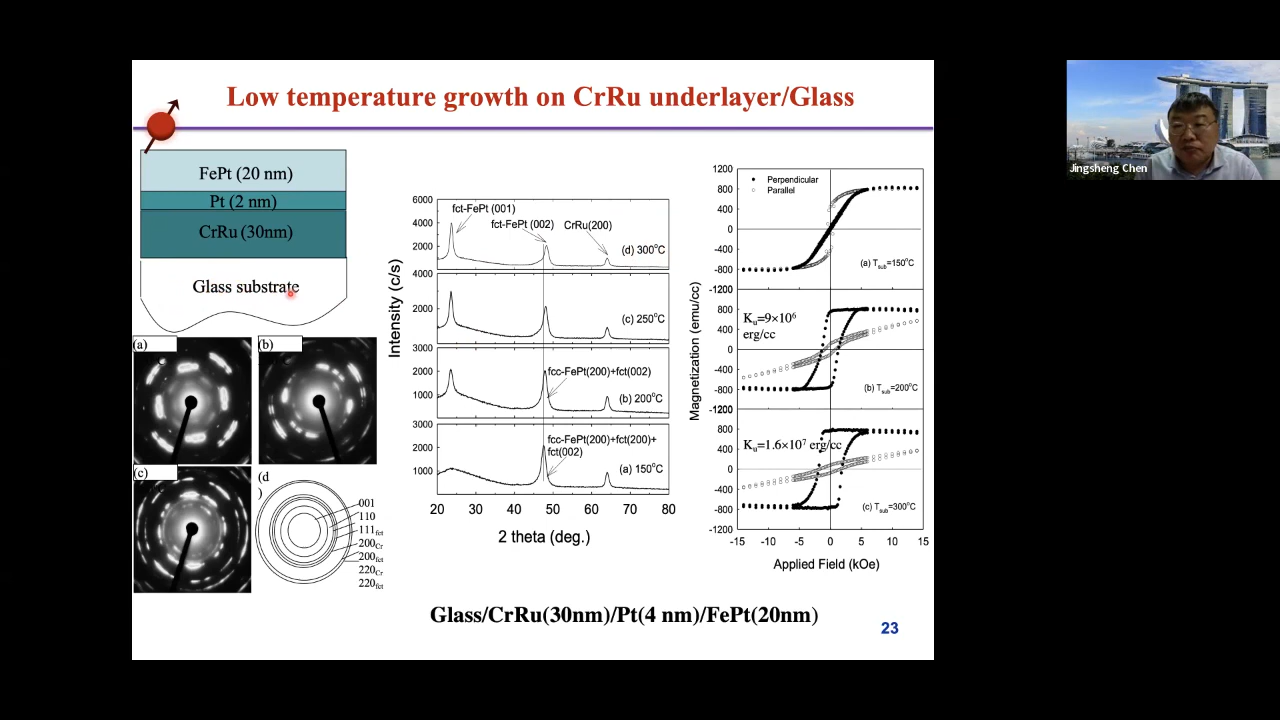 Low temperature growth on CrRu underlayer/Glass
FePt (20 nm)
Pt (2 nm)
CrRu (30nm)
Glass substrate
(a)
(b)
(c)
(d
)
001
110
111fct
200Cr
200fct
220Cr
220fct
Intensity (c/s)
6000
4000
2000
4000
2000
3000
2000
1000
3000
2000
1000
fct-FePt (001)
fct-FePt (002)
CrRu(200)
(d) 300°C
(c) 250°C
fcc-FePt(200)+fct(002)
(b) 200°C
fcc-FePt(200)+fct(200)+
fct(002)
(a) 150°C
20 30 40 50 60 70 80
2 theta (deg.)
Magnetization (emu/cc)
1200
800
400
0
-400
-800
-1200
Perpendicular
Parallel
(a) Tsub=150°C
800
400
0
-400
-800
-1200
Ku=9×10⁶
erg/cc
(b) Tsub=200°C
800
400
0
-400
-800
-1200
Ku=1.6×10⁷ erg/cc
(c) Tsub=300°C
-15 -10 -5 0 5 10 15
Applied Field (kOe)
Glass/CrRu(30nm)/Pt(4 nm)/FePt(20nm)
23
Jingsheng Chen